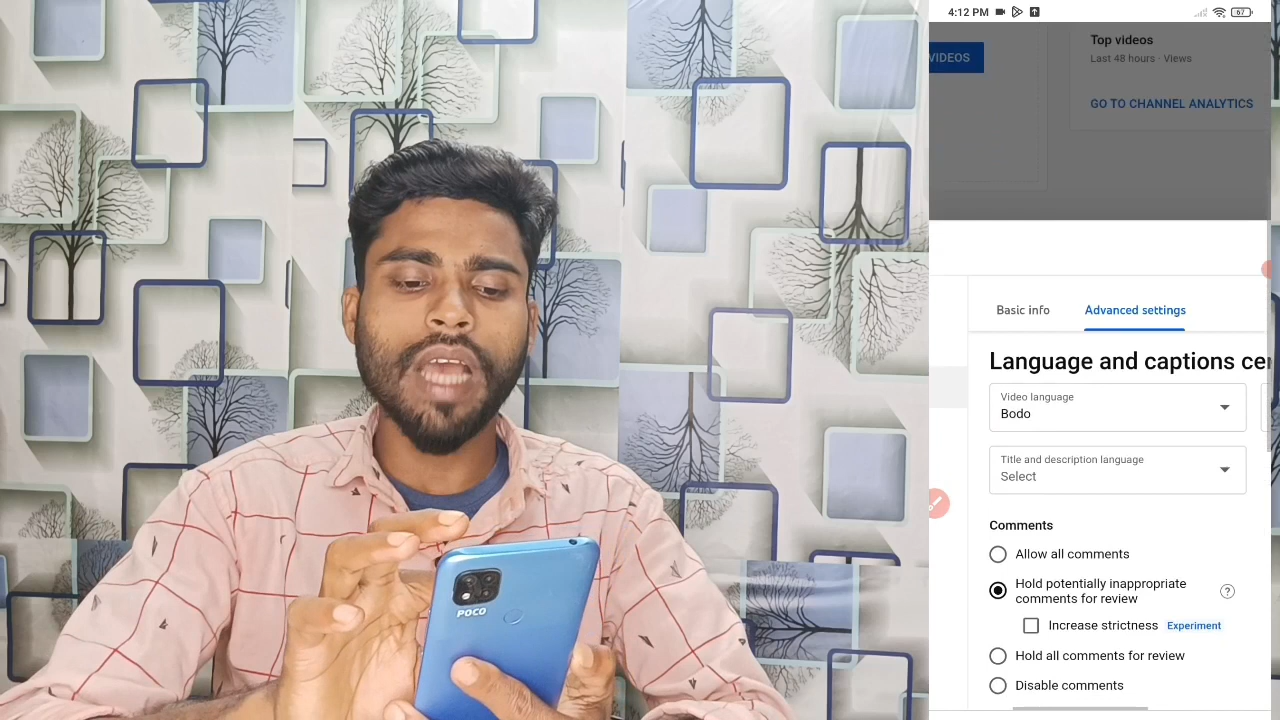 4:12 PM
67
VIDEOS
Top videos
Last 48 hours · Views
GO TO CHANNEL ANALYTICS
Basic info
Advanced settings
Language and captions ce
Video language
Bodo
Title and description language
Select
Comments
Allow all comments
Hold potentially inappropriate
comments for review
?
Increase strictness Experiment
Hold all comments for review
Disable comments
POCO